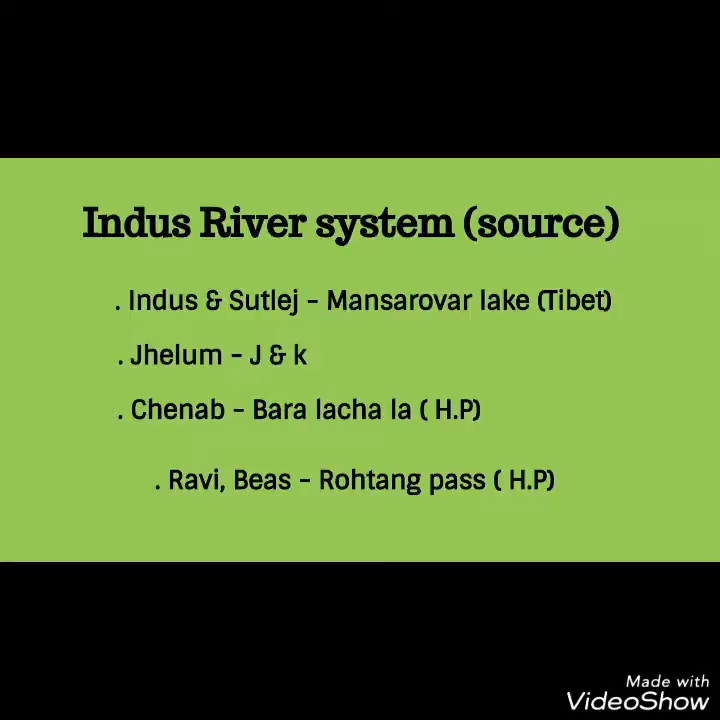 Indus River system (source)
. Indus & Sutlej - Mansarovar lake (Tibet)
. Jhelum - J & k
. Chenab - Bara lacha la ( H.P)
. Ravi, Beas - Rohtang pass ( H.P)
Made with
VideoShow